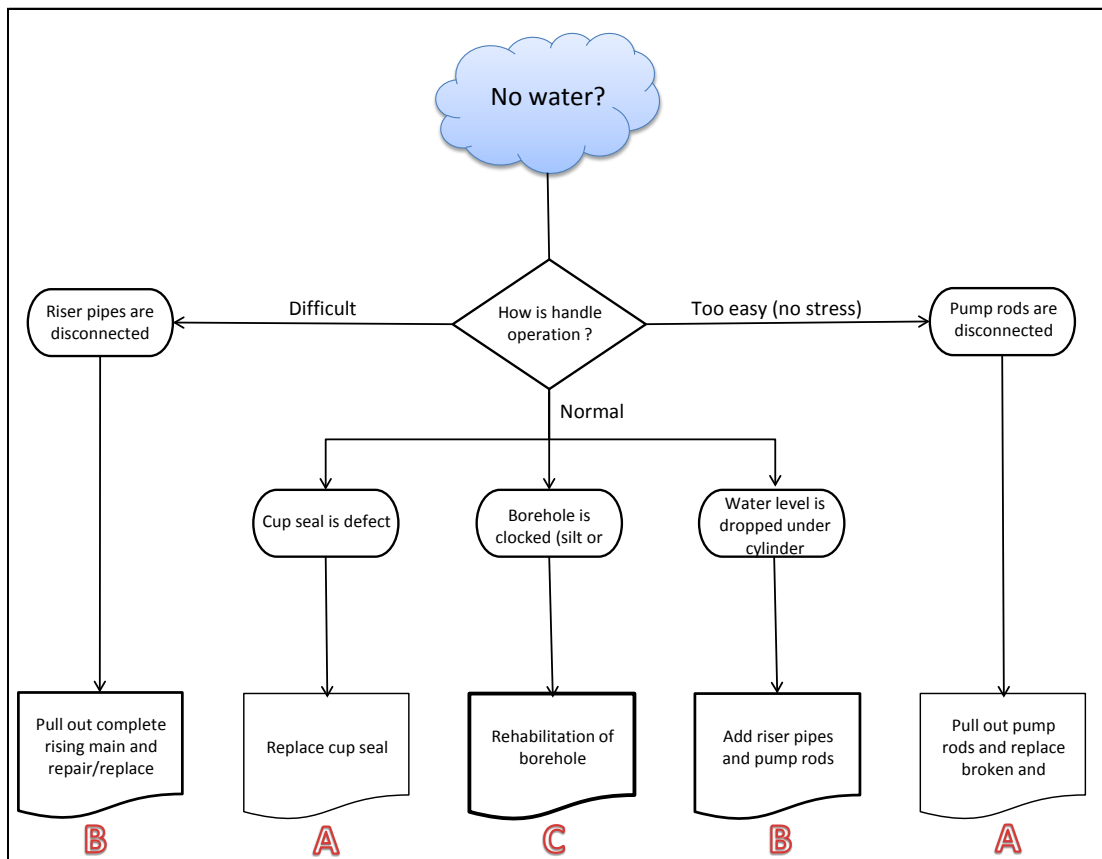 No water?
How is handle
operation ?
Difficult
Too easy (no stress)
Normal
Riser pipes are
disconnected
Pump rods are
disconnected
Cup seal is defect
Borehole is
clocked (silt or
Water level is
dropped under
cylinder
Pull out complete
rising main and
repair/replace
Replace cup seal
Rehabilitation of
borehole
Add riser pipes
and pump rods
Pull out pump
rods and replace
broken and
B
A
C
B
A